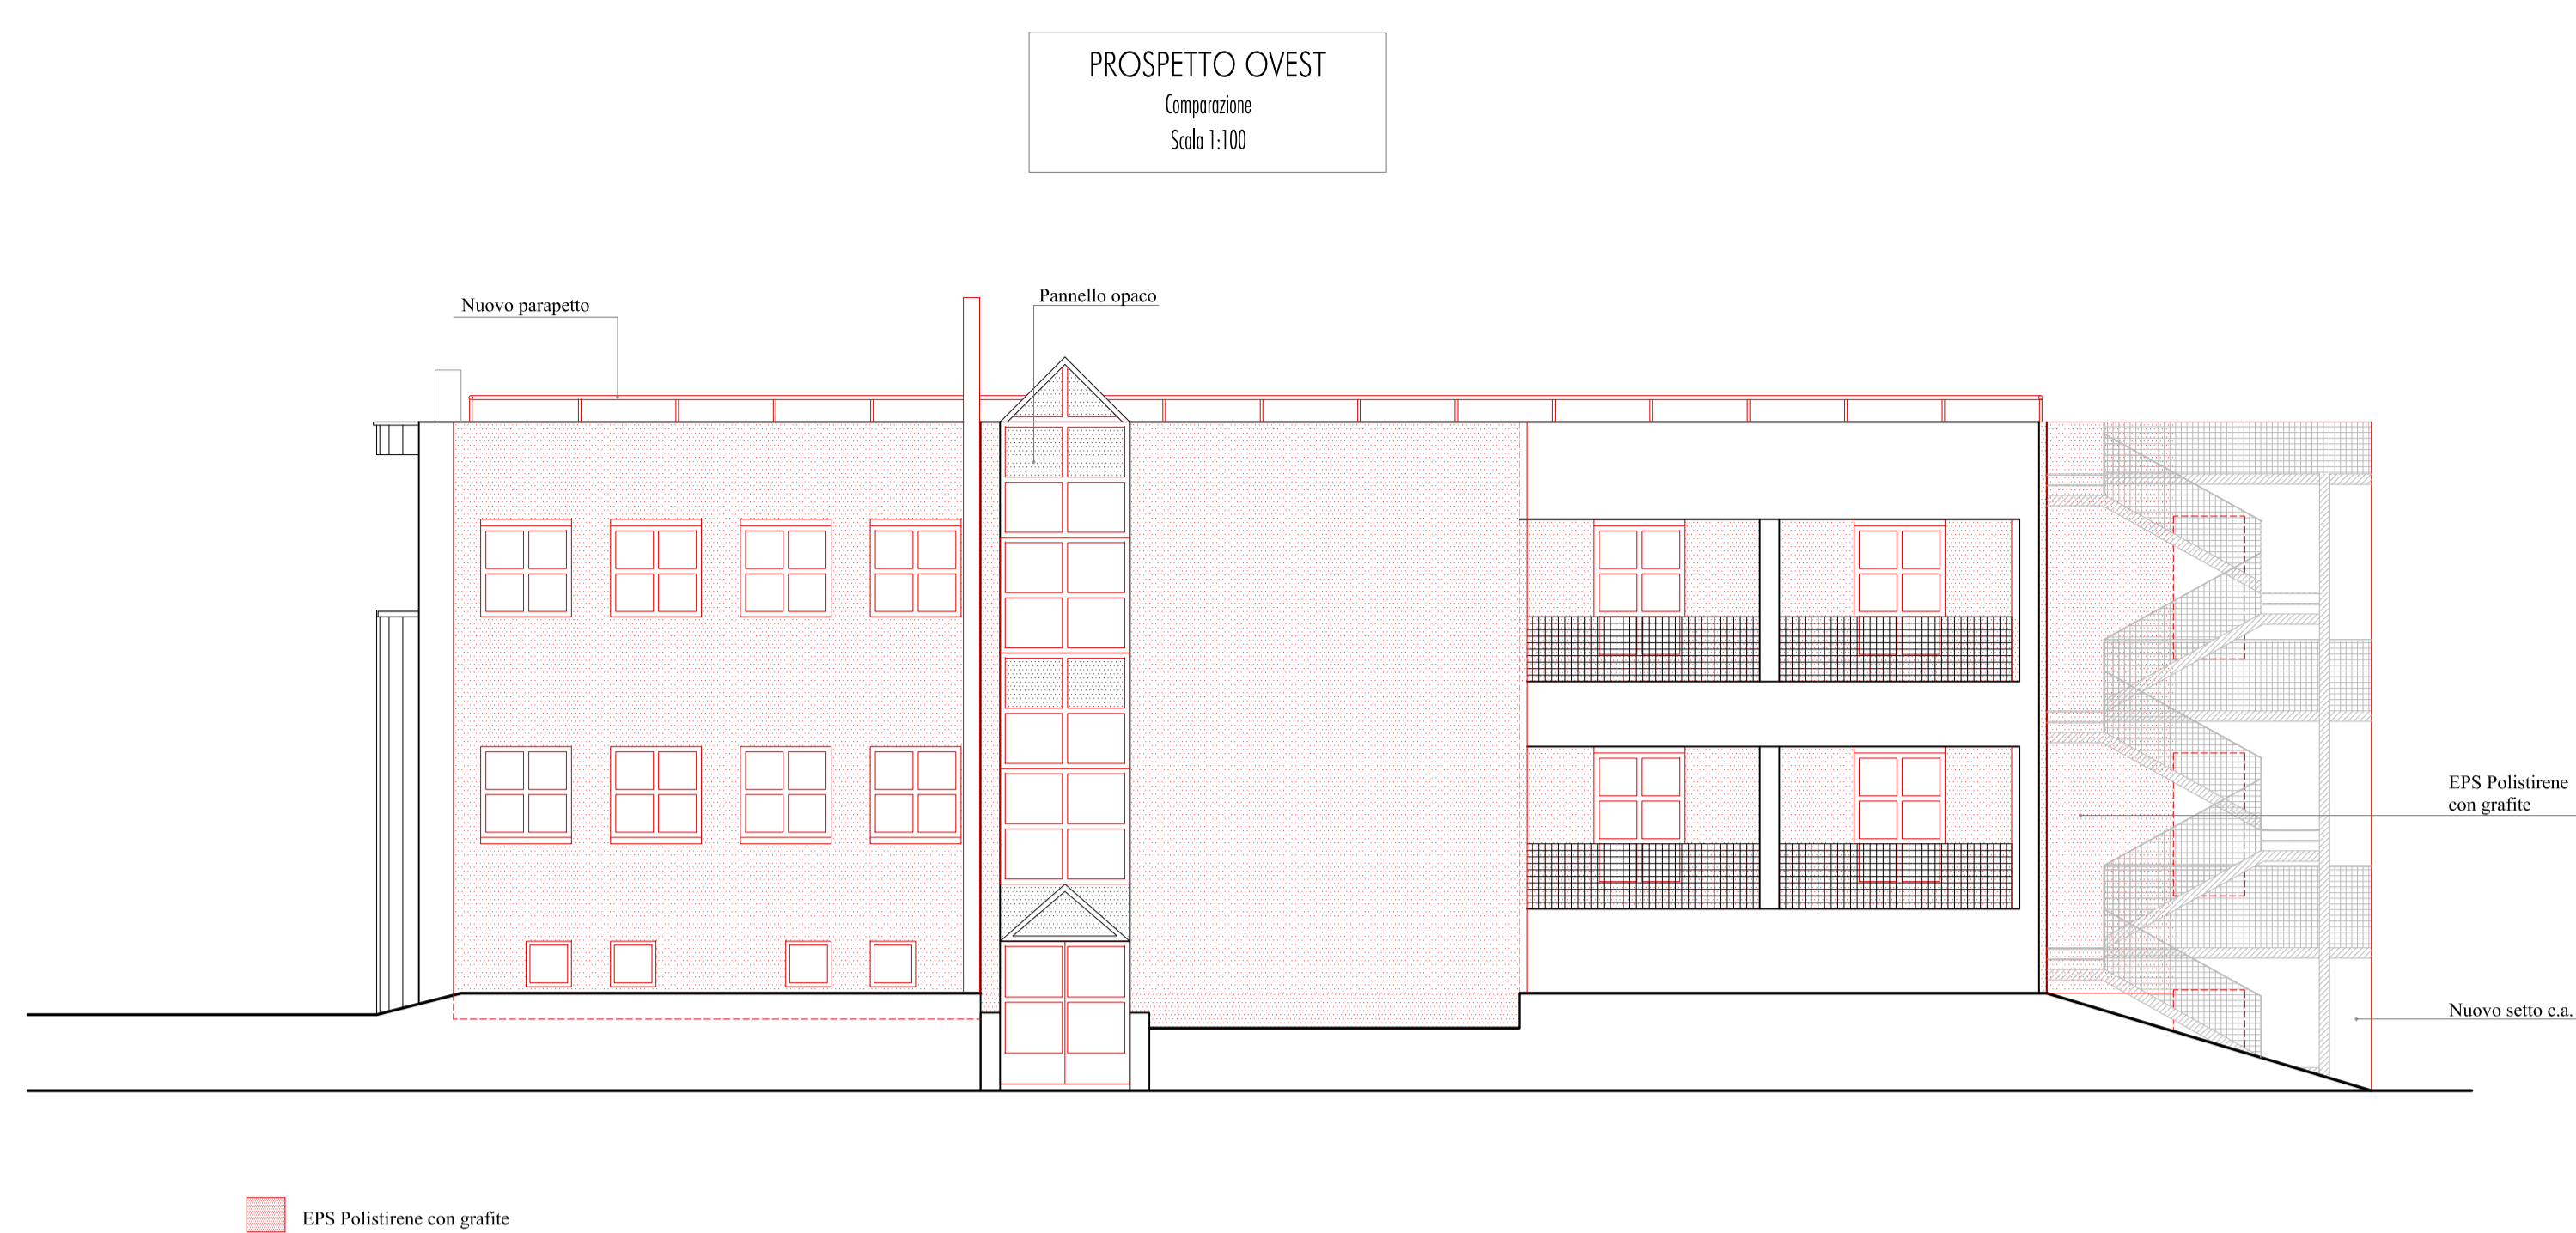 PROSPETTO OVEST
Comparazione
Scala 1:100
Nuovo parapetto
Pannello opaco
EPS Polistirene
con grafite
Nuovo setto c.a.
EPS Polistirene con grafite